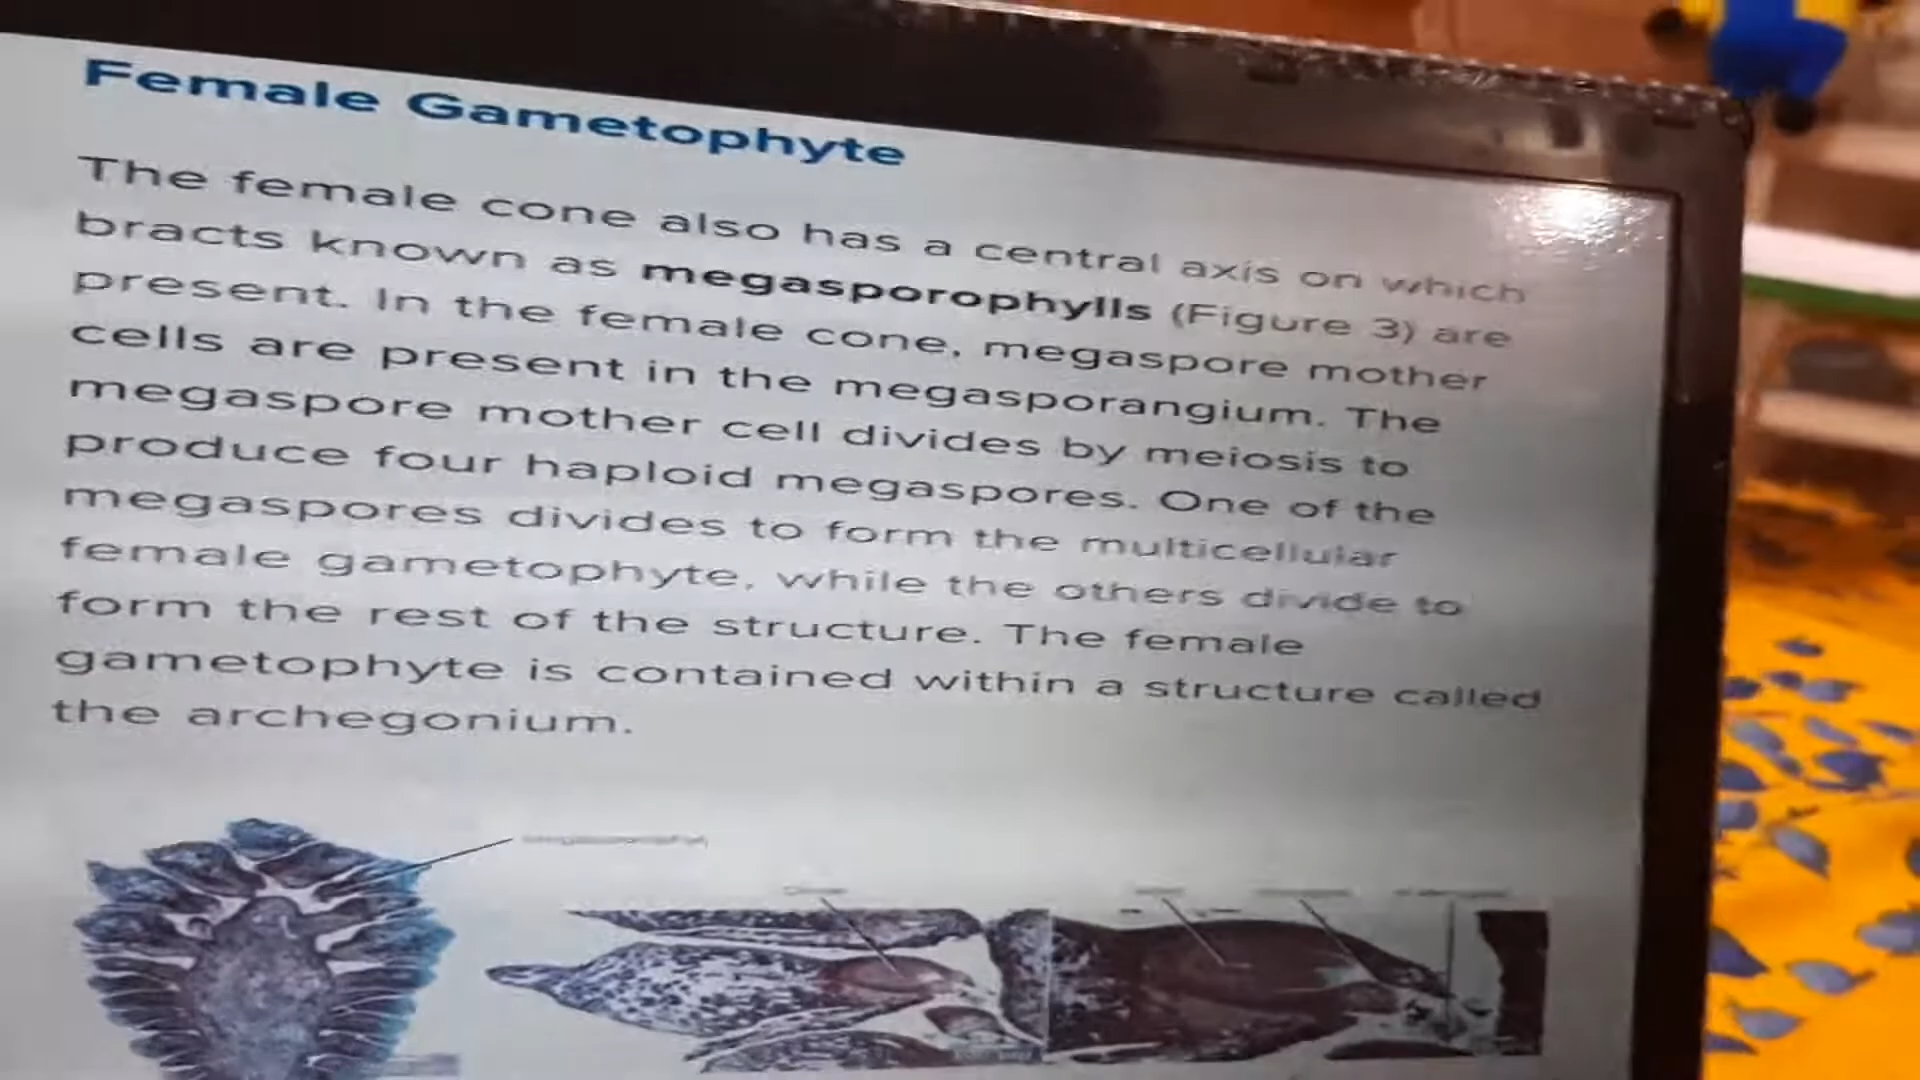 Female Gametophyte
The female cone also has a central axis on which
bracts known as megasporophylls (Figure 3) are
present. In the female cone, megaspore mother
cells are present in the megasporangium. The
megaspore mother cell divides by meiosis to
produce four haploid megaspores. One of the
megaspores divides to form the multicellular
female gametophyte, while the others divide to
form the rest of the structure. The female
gametophyte is contained within a structure called
the archegonium.